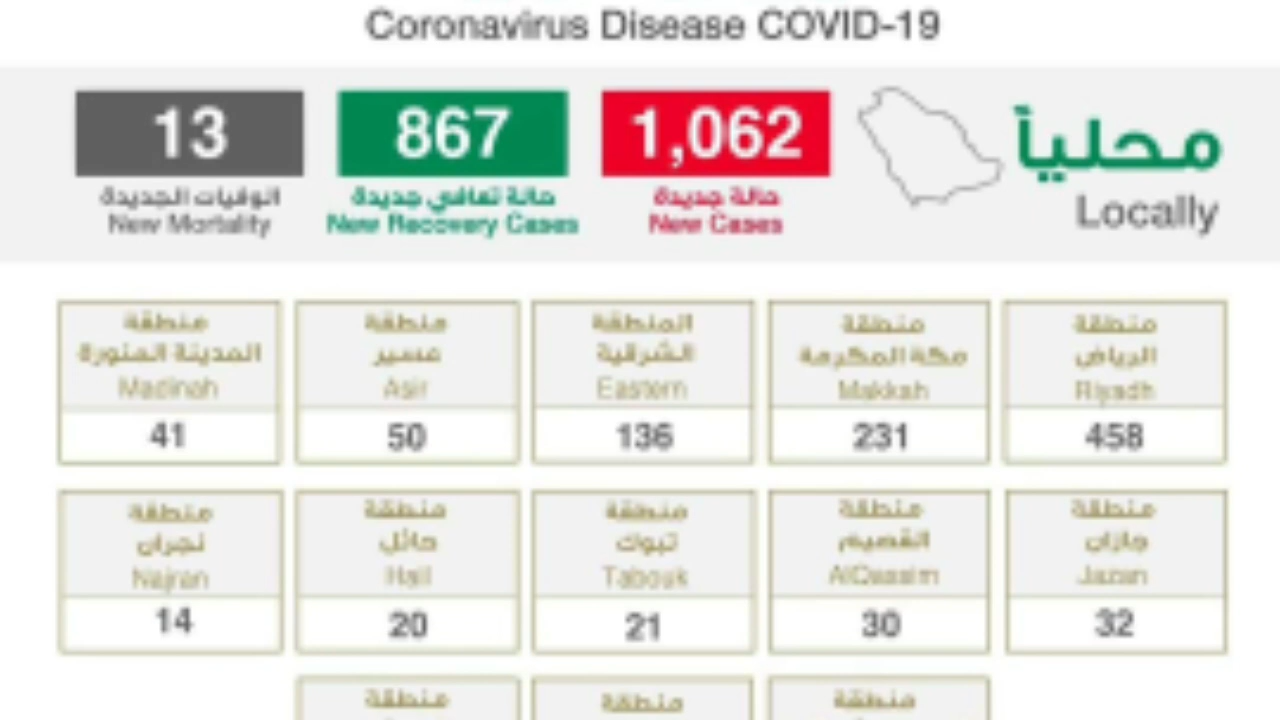 Coronavirus Disease COVID-19
محلياً
Locally
1,062
حالة جديدة
New Cases
867
حالة تعافي جديدة
New Recovery Cases
13
الوفيات الجديدة
New Mortality
منطقة
الرياض
Riyadh
458
منطقة
مكة المكرمة
Makkah
231
المنطقة
الشرقية
Eastern
136
منطقة
عسير
Asir
50
منطقة
المدينة المنورة
Madinah
41
منطقة
جازان
Jazan
32
منطقة
القصيم
AlQassim
30
منطقة
تبوك
Tabouk
21
منطقة
حائل
Hail
20
منطقة
نجران
Najran
14
منطقة
منطقة
منطقة